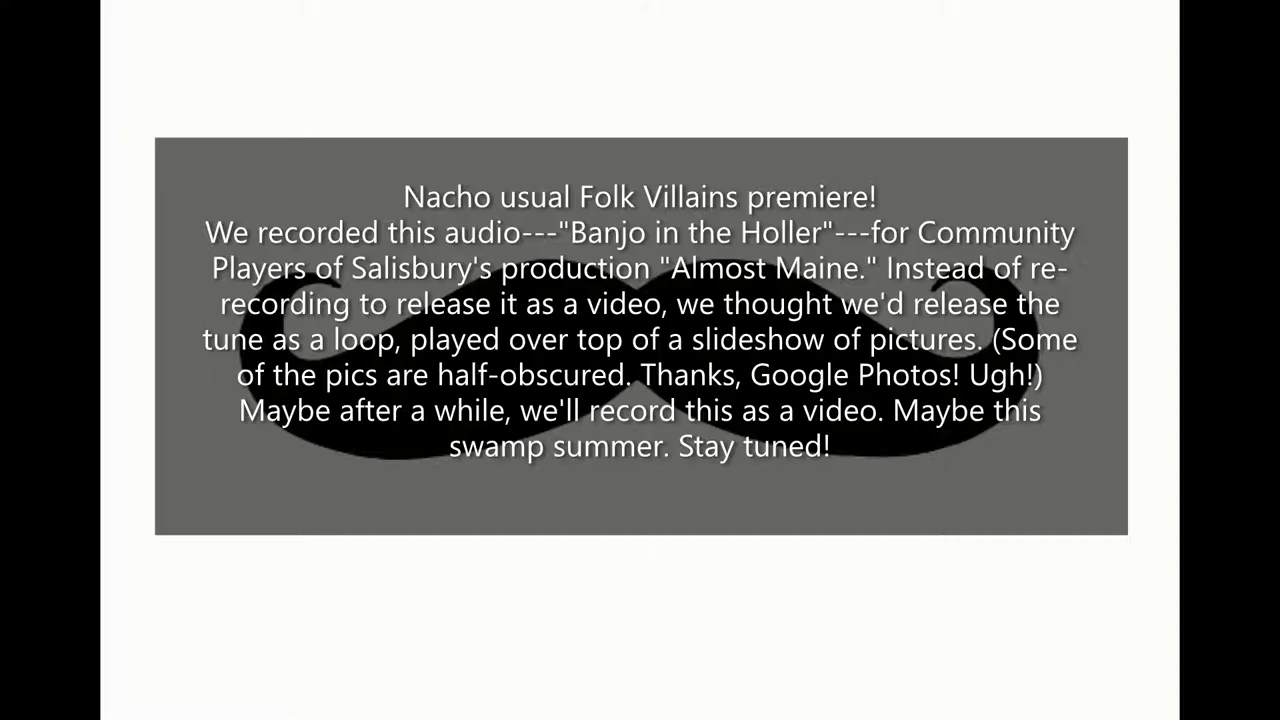 Nacho usual Folk Villains premiere!
We recorded this audio---"Banjo in the Holler"---for Community
Players of Salisbury's production "Almost Maine." Instead of re-
recording to release it as a video, we thought we'd release the
tune as a loop, played over top of a slideshow of pictures. (Some
of the pics are half-obscured. Thanks, Google Photos! Ugh!)
Maybe after a while, we'll record this as a video. Maybe this
swamp summer. Stay tuned!